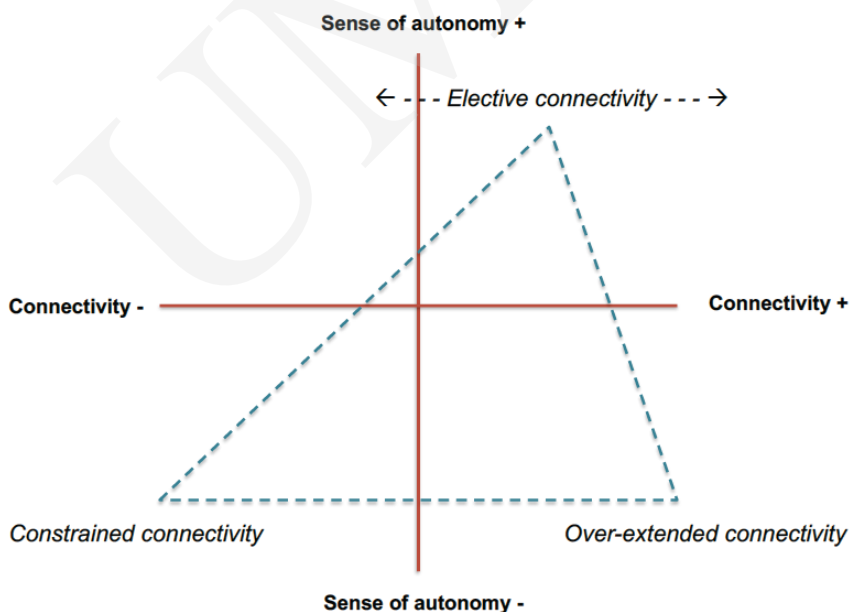 Sense of autonomy +
← - - - Elective connectivity - - - →
Connectivity -
Connectivity +
Constrained connectivity
Over-extended connectivity
Sense of autonomy -